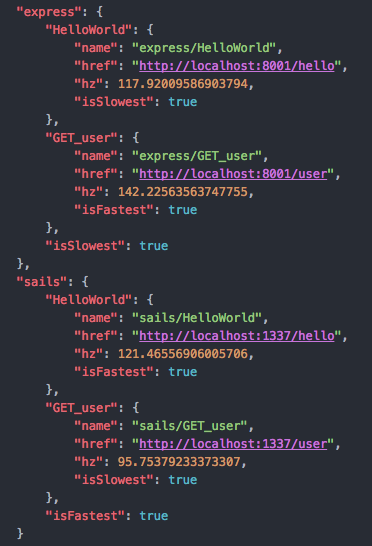 "express": {
"HelloWorld": {
"name": "express/HelloWorld",
"href": "http://localhost:8001/hello",
"hz": 117.92009586903794,
"isSlowest": true
},
"GET_user": {
"name": "express/GET_user",
"href": "http://localhost:8001/user",
"hz": 142.22563563747755,
"isFastest": true
},
"isSlowest": true
},
"sails": {
"HelloWorld": {
"name": "sails/HelloWorld",
"href": "http://localhost:1337/hello",
"hz": 121.46556906005706,
"isFastest": true
},
"GET_user": {
"name": "sails/GET_user",
"href": "http://localhost:1337/user",
"hz": 95.75379233373307,
"isSlowest": true
},
"isFastest": true
}